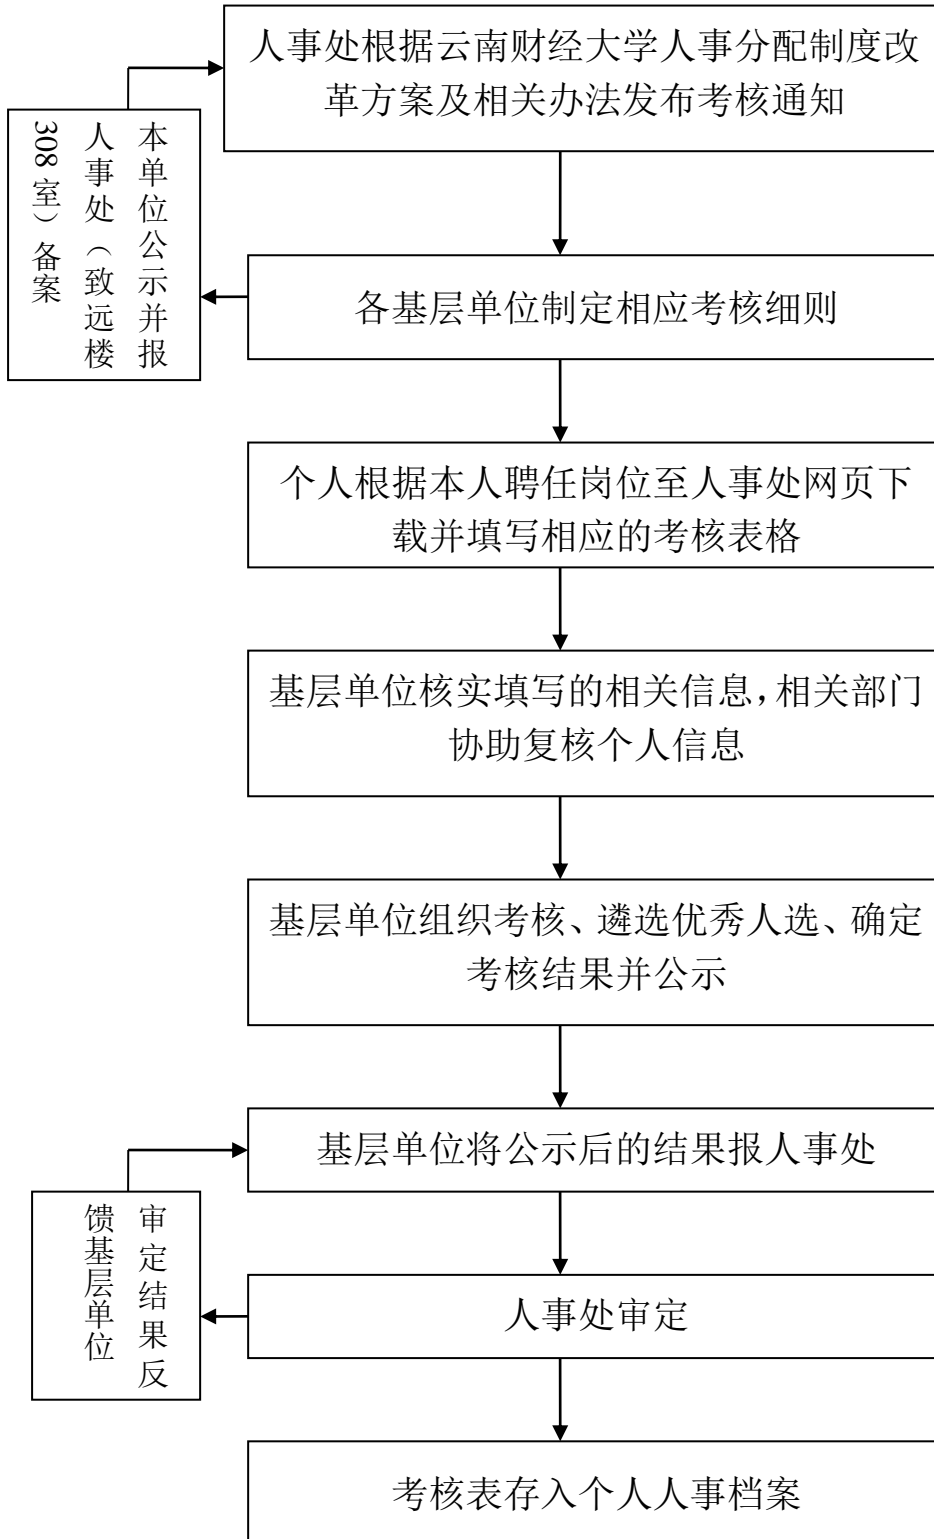 人事处根据云南财经大学人事分配制度改
革方案及相关办法发布考核通知
本单位公示并报
人事处（致远楼
308室）备案
各基层单位制定相应考核细则
个人根据本人聘任岗位至人事处网页下
载并填写相应的考核表格
基层单位核实填写的相关信息，相关部门
协助复核个人信息
基层单位组织考核、遴选优秀人选、确定
考核结果并公示
基层单位将公示后的结果报人事处
审定结果反
馈基层单位
人事处审定
考核表存入个人人事档案